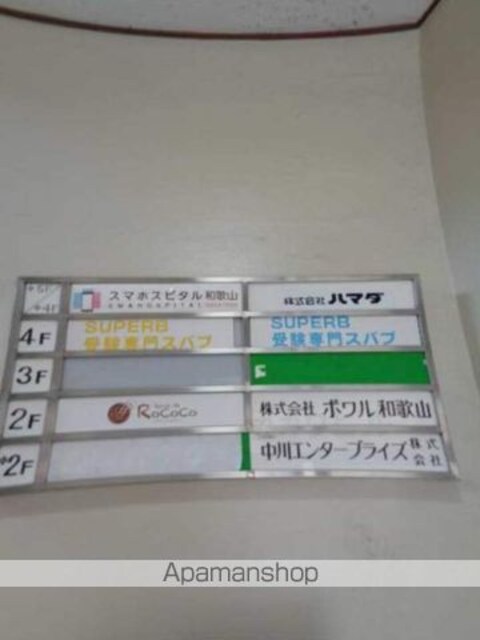 スマホスピタル和歌山
SMAHOSPITAL
株式会社 ハマダ
4F
SUPERB
受験専門スパブ
SUPERB
受験専門スパブ
3F
2F
RoCoCo
株式会社 ボワル和歌山
2F
中川エンタープライズ 株式会社
Apamanshop